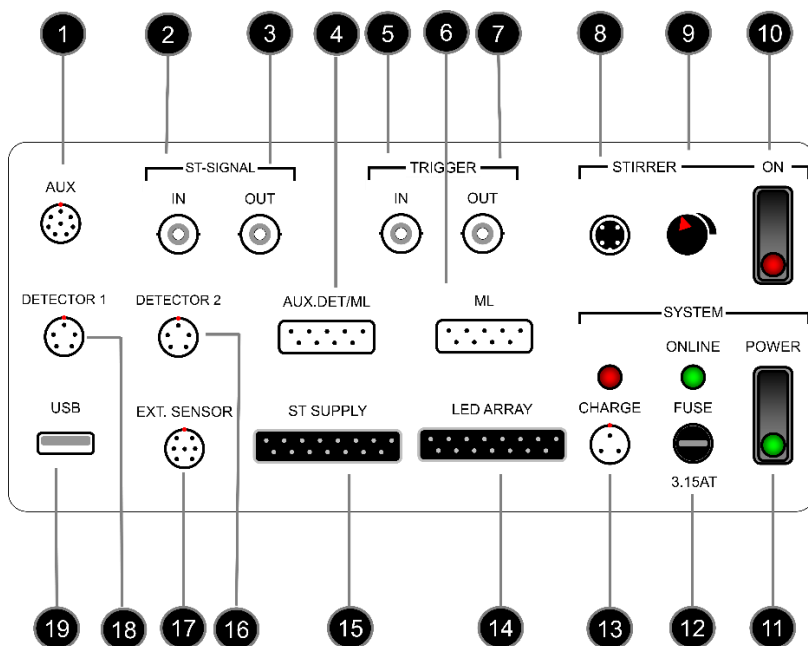 1 2 3 4 5 6 7 8 9 10
ST-SIGNAL TRIGGER STIRRER ON
AUX IN OUT IN OUT
DETECTOR 1 DETECTOR 2 AUX.DET/ML ML SYSTEM
ONLINE POWER
USB EXT. SENSOR ST SUPPLY LED ARRAY CHARGE FUSE
3.15AT
19 18 17 16 15 14 13 12 11